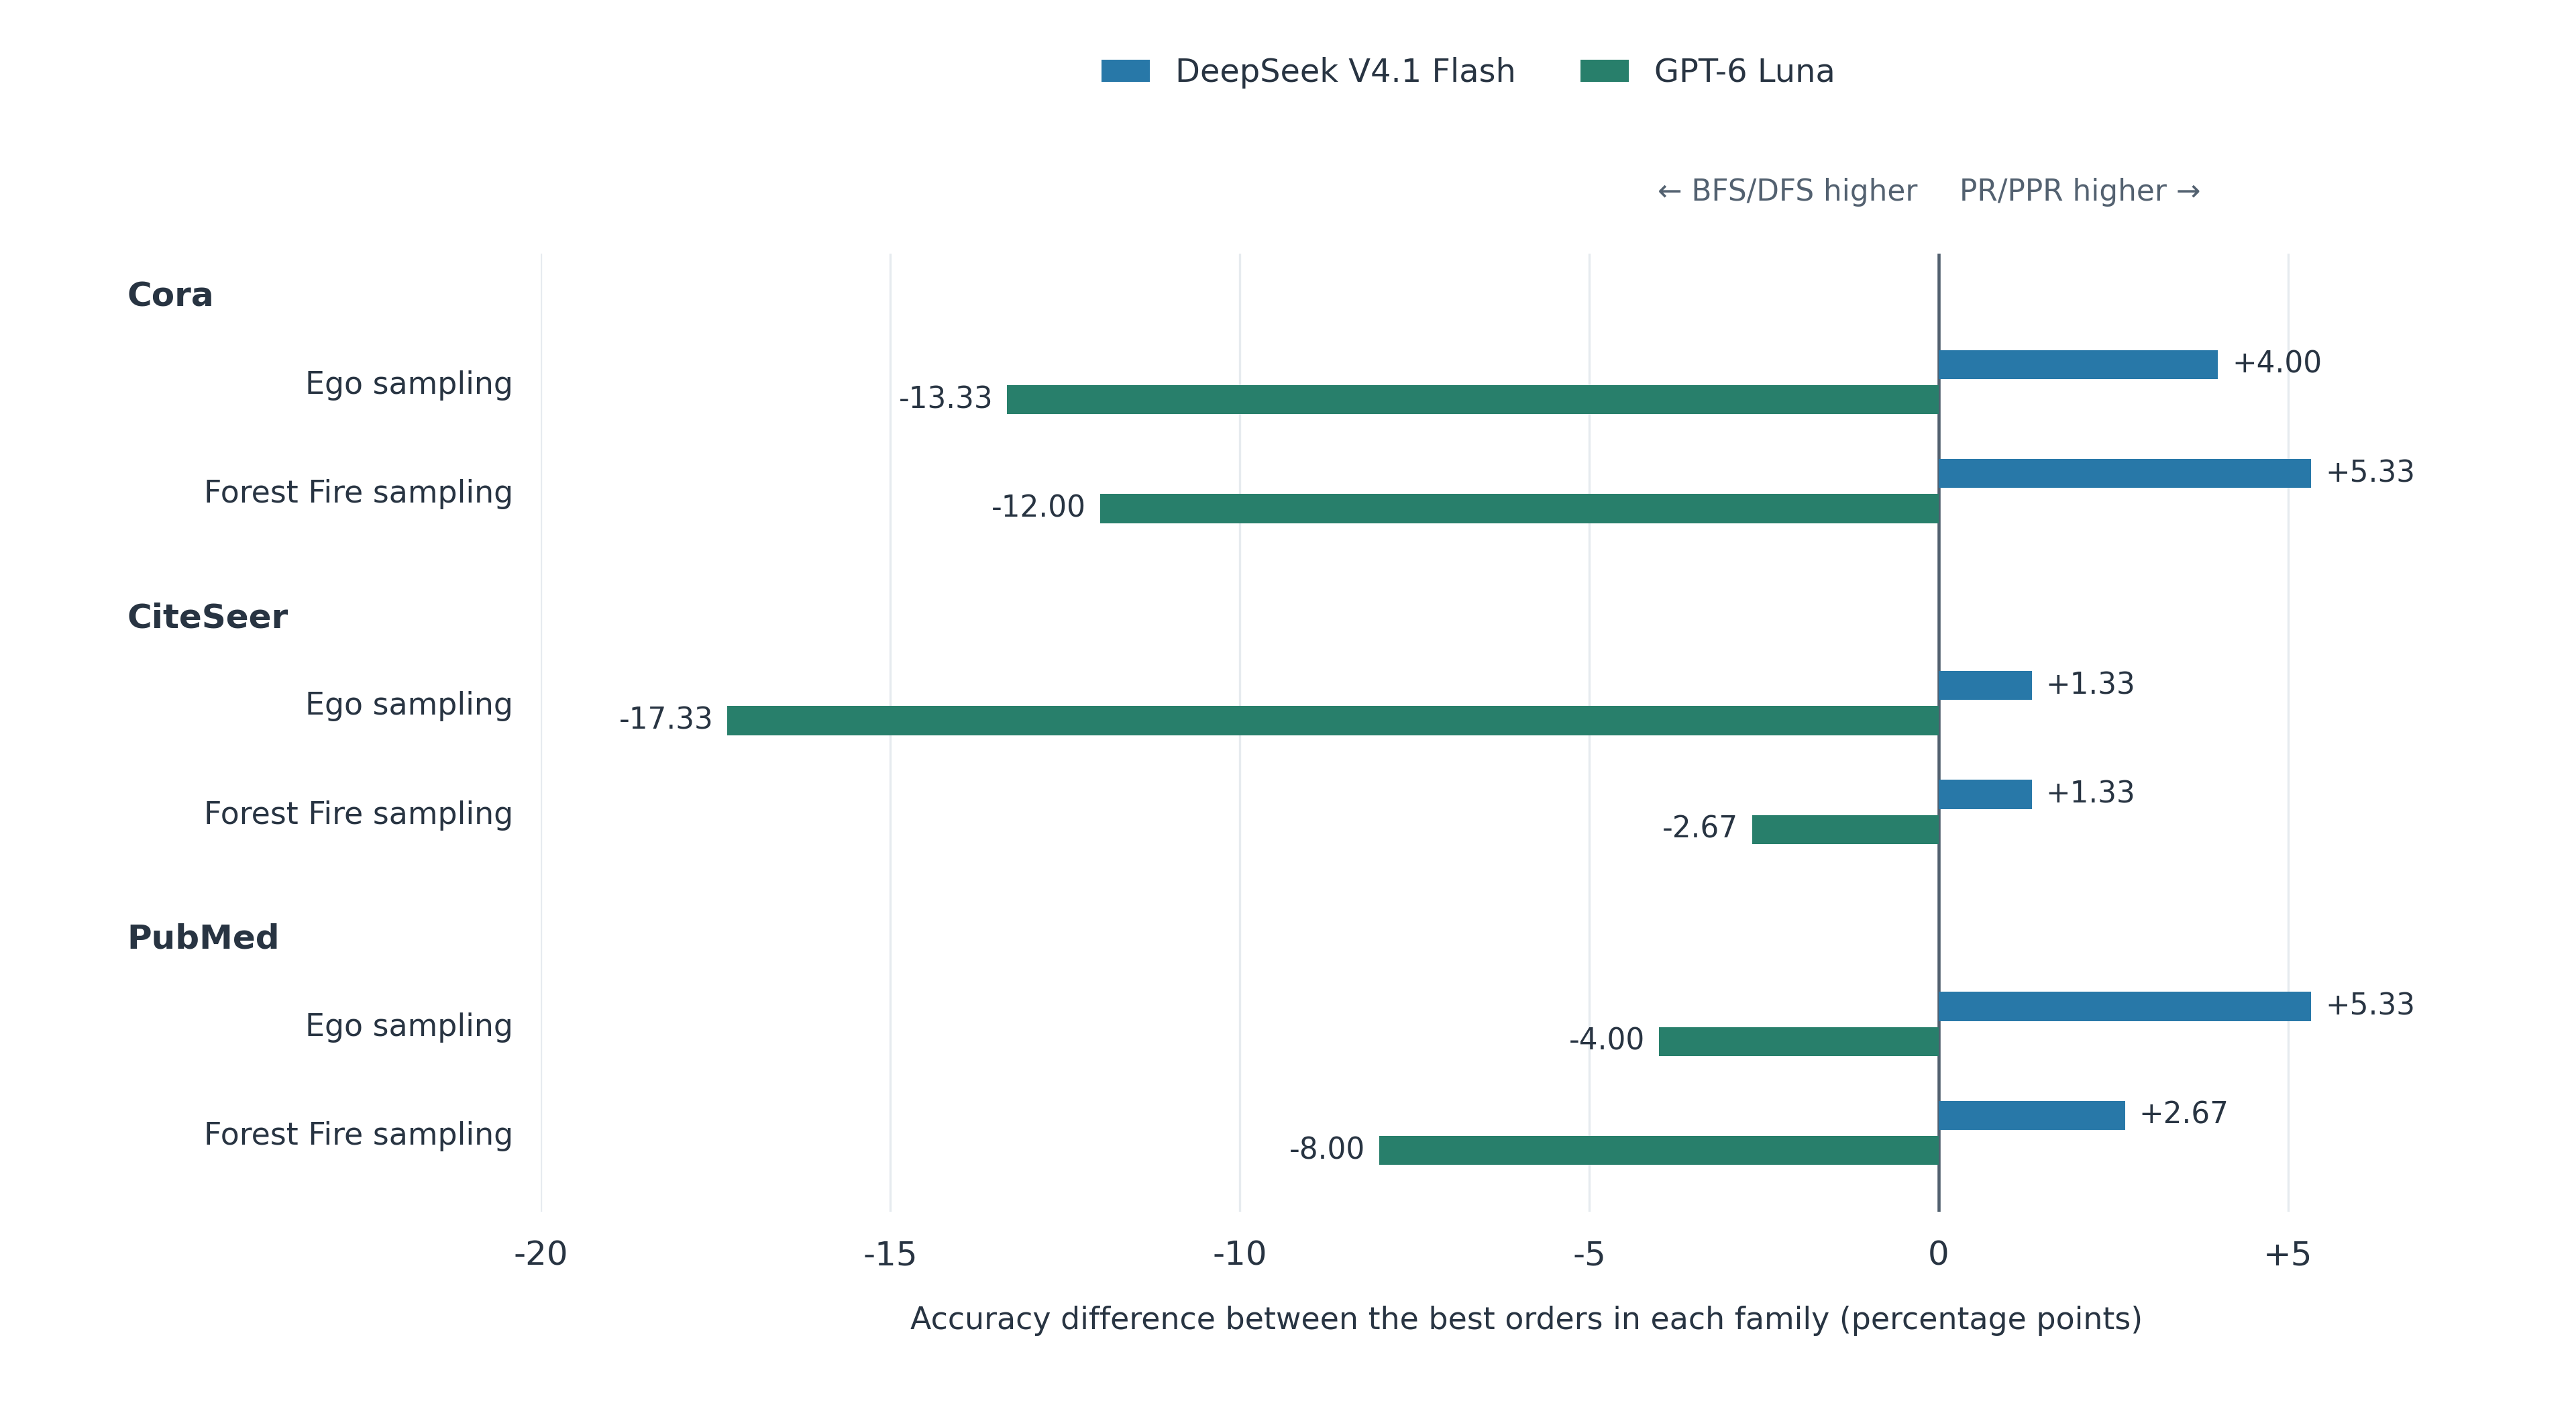 DeepSeek V4.1 Flash GPT-6 Luna
← BFS/DFS higher PR/PPR higher →
Cora
Ego sampling +4.00
-13.33
Forest Fire sampling +5.33
-12.00
CiteSeer
Ego sampling +1.33
-17.33
Forest Fire sampling +1.33
-2.67
PubMed
Ego sampling +5.33
-4.00
Forest Fire sampling +2.67
-8.00
-20 -15 -10 -5 0 +5
Accuracy difference between the best orders in each family (percentage points)